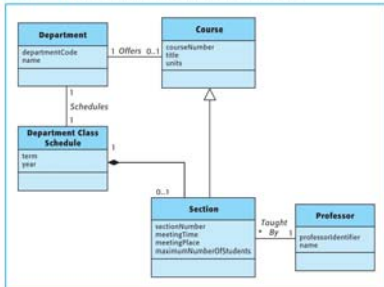 Department
departmentCode
name
1 Offers 0..1
Course
courseNumber
title
units
1
Schedules
1
Department Class
Schedule
term
year
1
0..1
Section
sectionNumber
meetingTime
meetingPlace
maximumNumberOfStudents
Taught
* By 1
Professor
professorIdentifier
name